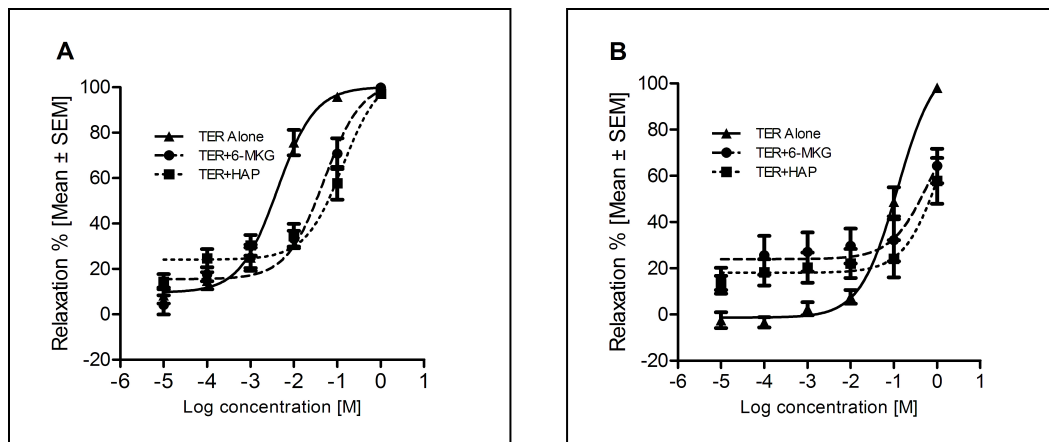 A
Relaxation % [Mean ± SEM]
100
80
60
40
20
0
-20
TER Alone
TER+6-MKG
TER+HAP
-6 -5 -4 -3 -2 -1 0 1
Log concentration [M]
B
Relaxation % [Mean ± SEM]
100
80
60
40
20
0
-20
TER Alone
TER+6-MKG
TER+HAP
-6 -5 -4 -3 -2 -1 0 1
Log concentration [M]